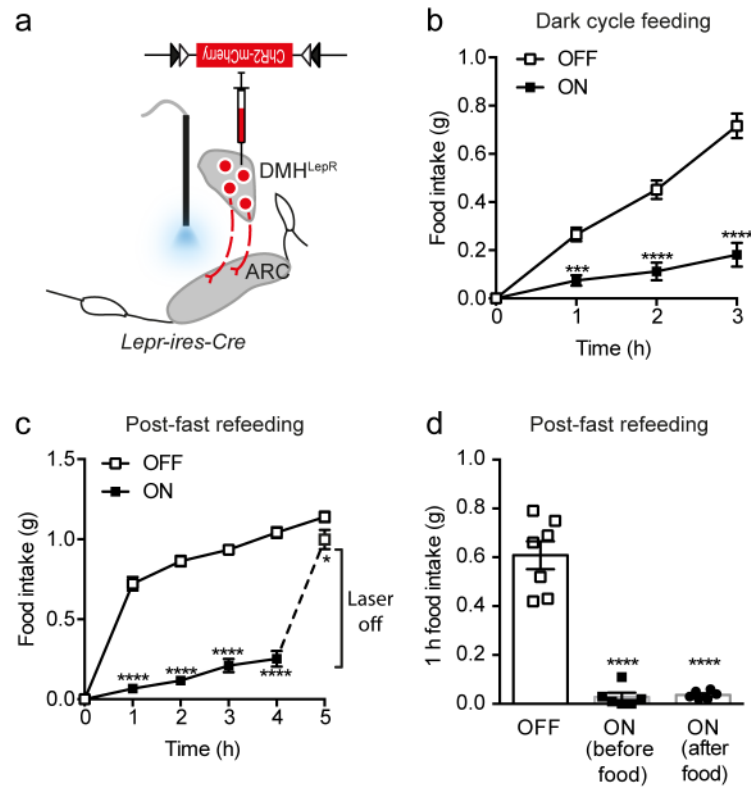 a
ChR2-mCherry
DMH^LepR
ARC
Lepr-ires-Cre
b
Dark cycle feeding
OFF
ON
Food intake (g)
0.8
0.6
0.4
0.2
0.0
***
****
****
0
1
2
3
Time (h)
c
Post-fast refeeding
OFF
ON
Food intake (g)
1.5
1.0
0.5
0.0
****
****
****
****
*
Laser
off
0
1
2
3
4
5
Time (h)
d
Post-fast refeeding
1 h food intake (g)
1.0
0.8
0.6
0.4
0.2
0.0
****
****
OFF
ON
(before
food)
ON
(after
food)